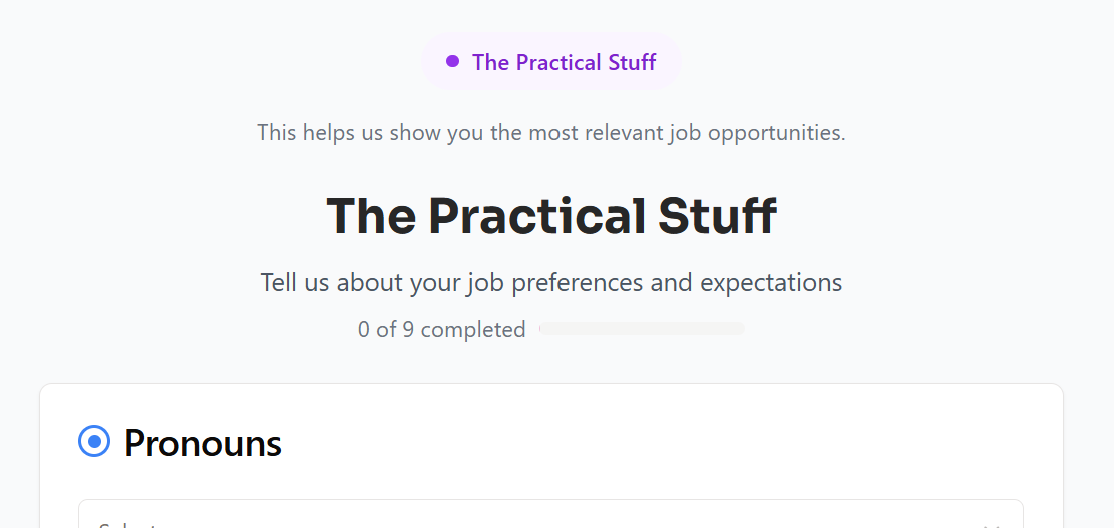 The Practical Stuff
This helps us show you the most relevant job opportunities.
The Practical Stuff
Tell us about your job preferences and expectations
0 of 9 completed
Pronouns